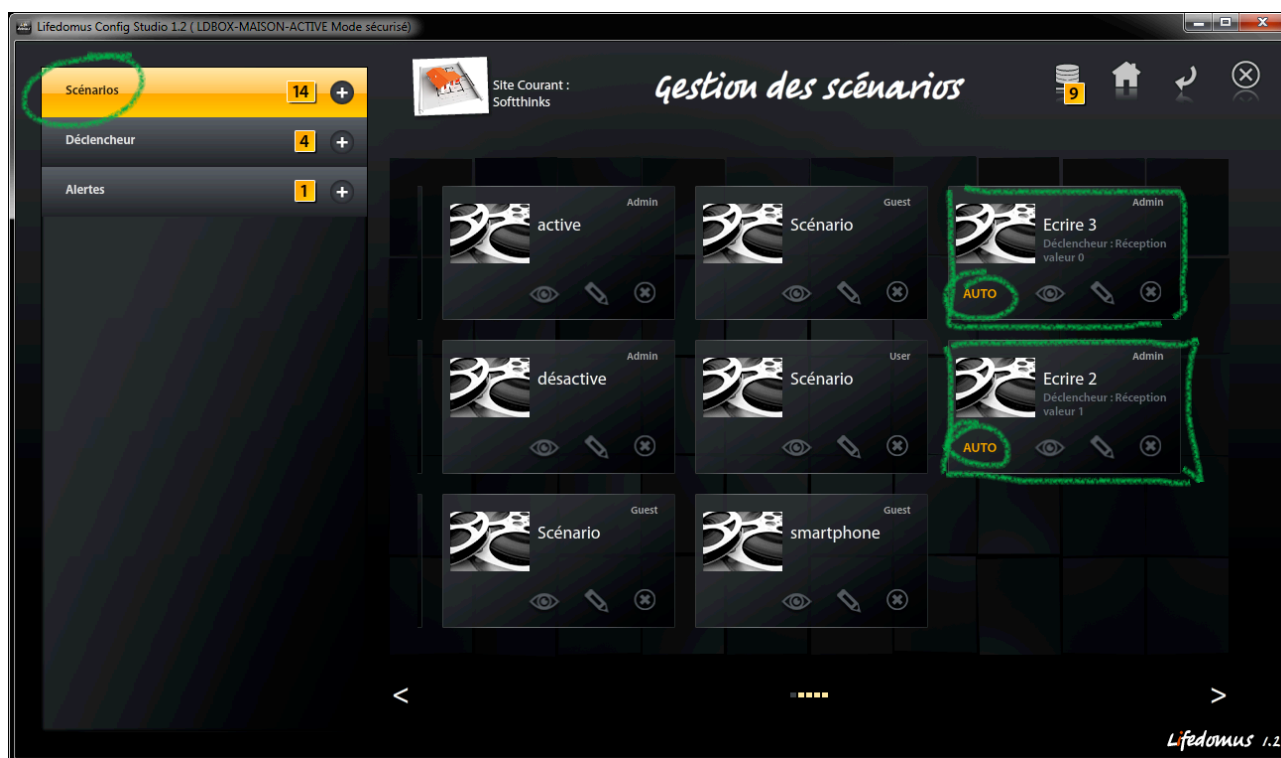 Lifedomus Config Studio 1.2 ( LDBOX-MAISON-ACTIVE Mode sécurisé)
Scénarios 14
Déclencheur 4
Alertes 1
Site Courant :
Softthinks
Gestion des scénarios
9
Admin
active
Guest
Scénario
Admin
Ecrire 3
Déclencheur : Réception
valeur 0
AUTO
Admin
désactive
User
Scénario
Admin
Ecrire 2
Déclencheur : Réception
valeur 1
AUTO
Guest
Scénario
Guest
smartphone
< >
Lifedomus 1.2